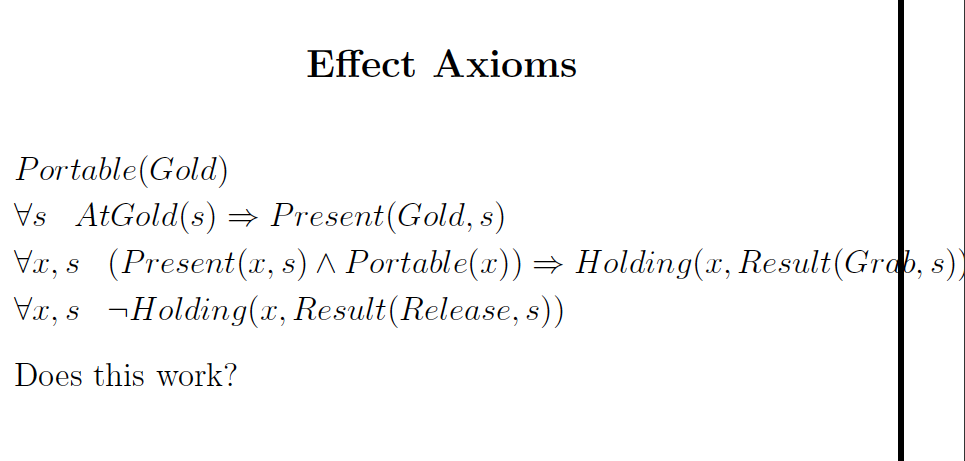 Effect Axioms
Portable(Gold)
∀s AtGold(s) ⇒ Present(Gold, s)
∀x, s (Present(x, s) ∧ Portable(x)) ⇒ Holding(x, Result(Grab, s))
∀x, s ¬Holding(x, Result(Release, s))
Does this work?